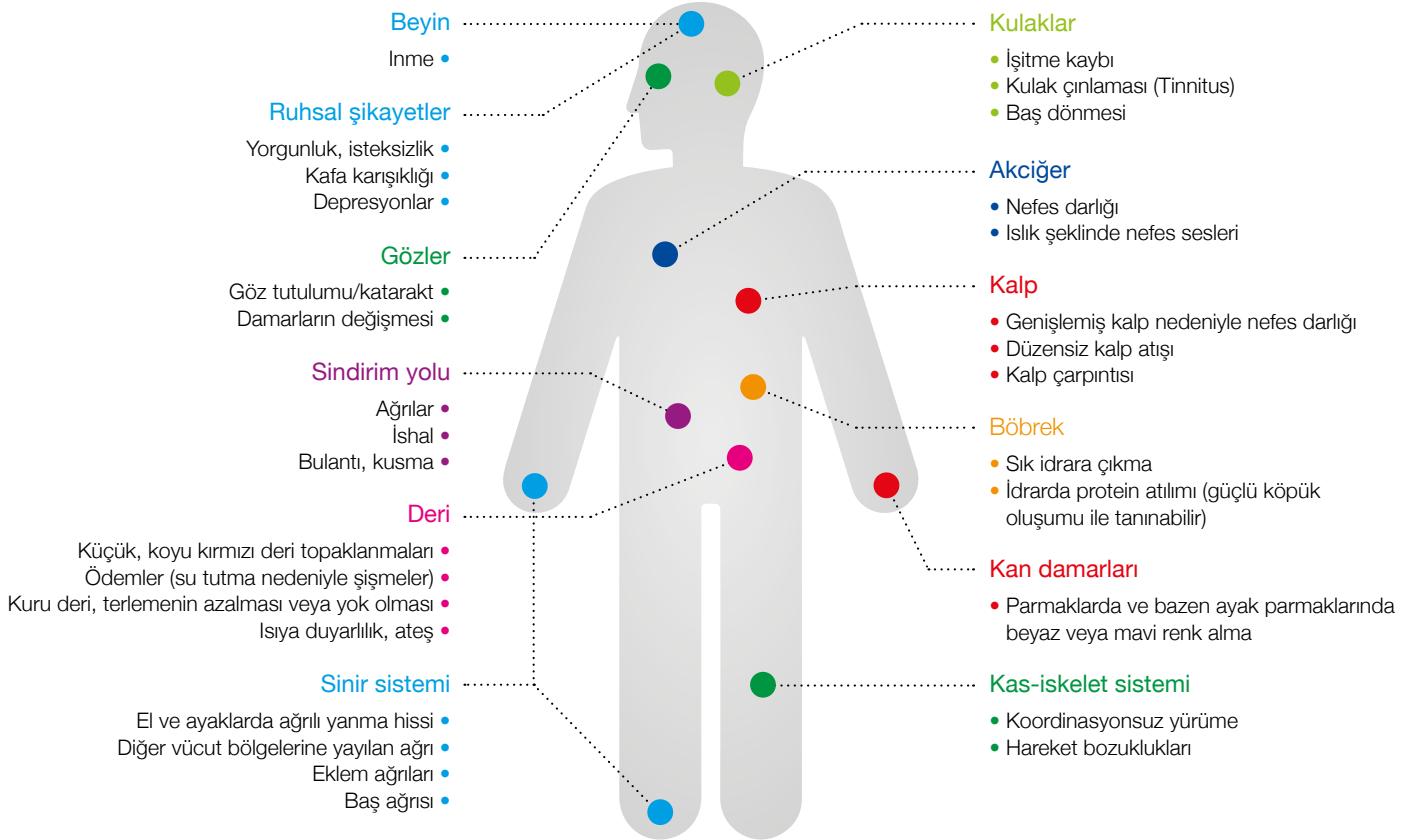 Beyin
Inme •
Ruhsal şikayetler
Yorgunluk, isteksizlik •
Kafa karışıklığı •
Depresyonlar •
Gözler
Göz tutulumu/katarakt •
Damarların değişmesi •
Sindirim yolu
Ağrılar •
İshal •
Bulantı, kusma •
Deri
Küçük, koyu kırmızı deri topaklanmaları •
Ödemler (su tutma nedeniyle şişmeler) •
Kuru deri, terlemenin azalması veya yok olması •
Isıya duyarlılık, ateş •
Sinir sistemi
El ve ayaklarda ağrılı yanma hissi •
Diğer vücut bölgelerine yayılan ağrı •
Eklem ağrıları •
Baş ağrısı •
Kulaklar
• İşitme kaybı
• Kulak çınlaması (Tinnitus)
• Baş dönmesi
Akciğer
• Nefes darlığı
• Islık şeklinde nefes sesleri
Kalp
• Genişlemiş kalp nedeniyle nefes darlığı
• Düzensiz kalp atışı
• Kalp çarpıntısı
Böbrek
• Sık idrara çıkma
• İdrarda protein atılımı (güçlü köpük
oluşumu ile tanınabilir)
Kan damarları
• Parmaklarda ve bazen ayak parmaklarında
beyaz veya mavi renk alma
Kas-iskelet sistemi
• Koordinasyonsuz yürüme
• Hareket bozuklukları